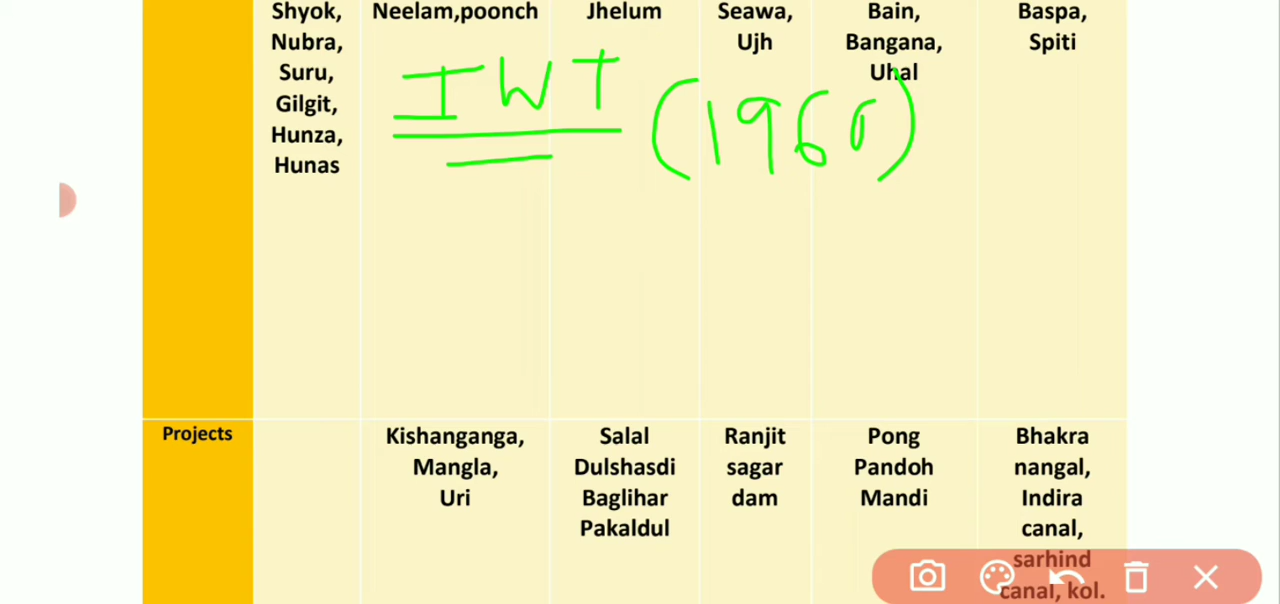 Shyok,
Nubra,
Suru,
Gilgit,
Hunza,
Hunas
Neelam,poonch
Jhelum
Seawa,
Ujh
Bain,
Bangana,
Uhal
Baspa,
Spiti
IWT (1960)
Projects
Kishanganga,
Mangla,
Uri
Salal
Dulshasdi
Baglihar
Pakaldul
Ranjit
sagar
dam
Pong
Pandoh
Mandi
Bhakra
nangal,
Indira
canal,
sarhind
canal, kol.